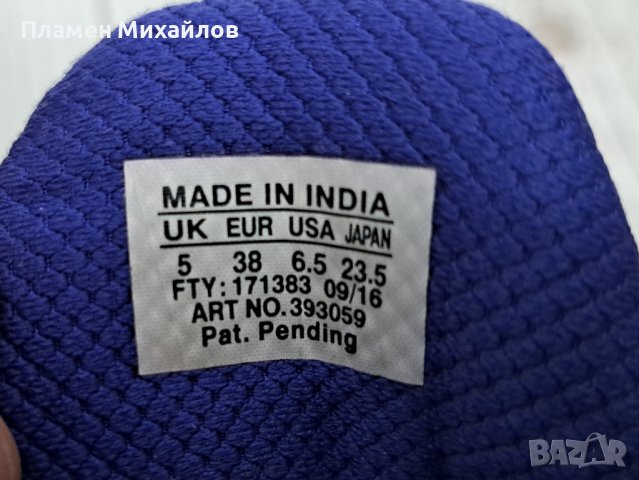 Пламен Михайлов
MADE IN INDIA
UK EUR USA JAPAN
5 38 6.5 23.5
FTY: 171383 09/16
ART NO. 393059
Pat. Pending
BAZAR